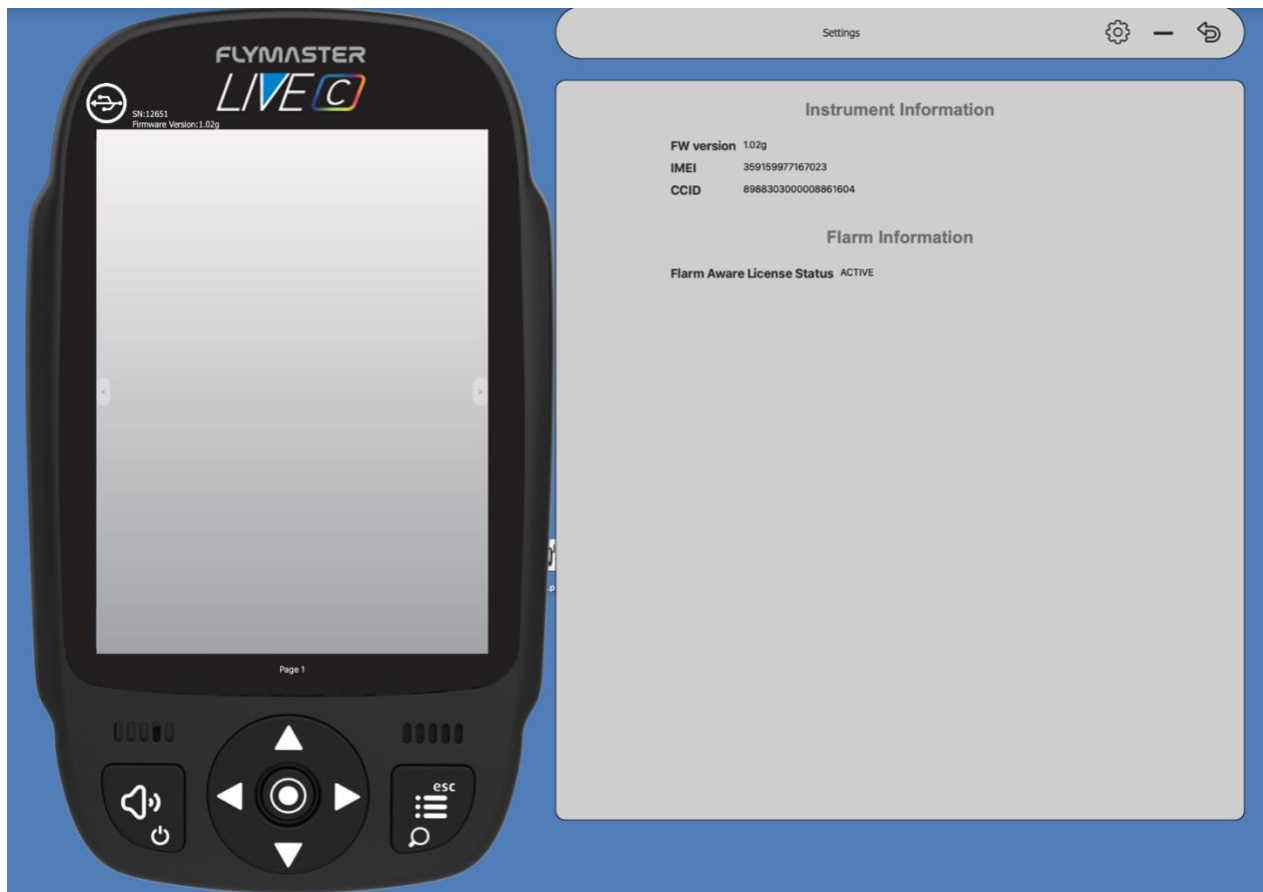 FLYMASTER
LIVE C
SN:12651
Firmware Version:1.02g
<
>
Page 1
esc
Settings
Instrument Information
FW version 1.02g
IMEI 359159977167023
CCID 8988303000008861604
Flarm Information
Flarm Aware License Status ACTIVE